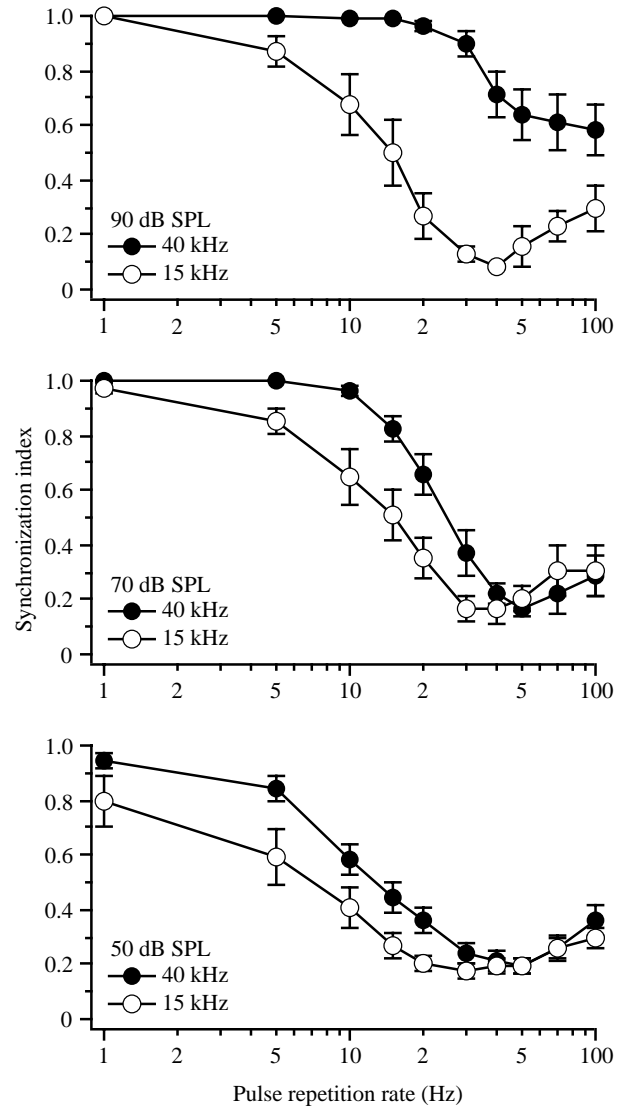 1.0
0.8
0.6
0.4
0.2
0
90 dB SPL
40 kHz
15 kHz
1 2 5 10 2 5 100
Synchronization index
1.0
0.8
0.6
0.4
0.2
0
70 dB SPL
40 kHz
15 kHz
1 2 5 10 2 5 100
1.0
0.8
0.6
0.4
0.2
0
50 dB SPL
40 kHz
15 kHz
1 2 5 10 2 5 100
Pulse repetition rate (Hz)